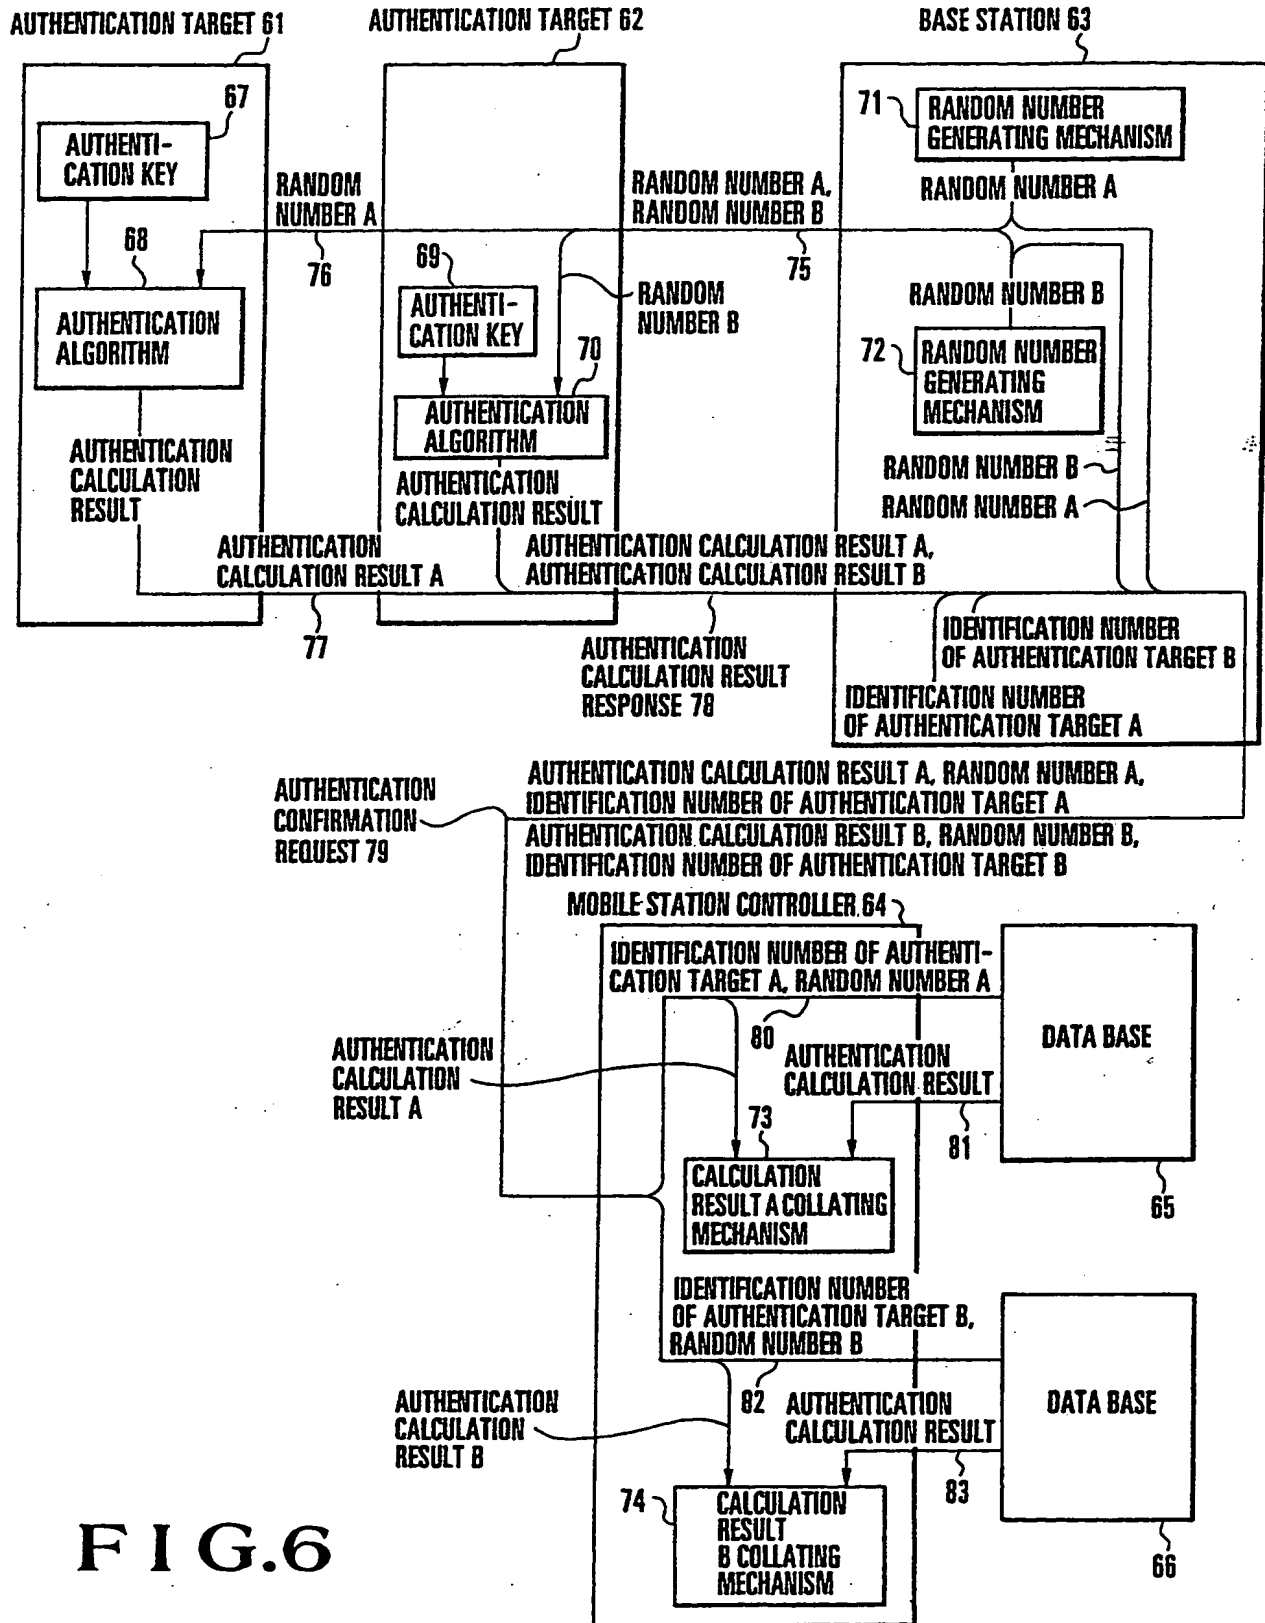 AUTHENTICATION TARGET 61
AUTHENTICATION TARGET 62
BASE STATION 63
67
AUTHENTI-
CATION KEY
68
AUTHENTICATION
ALGORITHM
AUTHENTICATION
CALCULATION
RESULT
RANDOM
NUMBER A
76
69
AUTHENTI-
CATION KEY
70
AUTHENTICATION
ALGORITHM
AUTHENTICATION
CALCULATION RESULT
RANDOM NUMBER A,
RANDOM NUMBER B
75
RANDOM
NUMBER B
71
RANDOM NUMBER
GENERATING MECHANISM
RANDOM NUMBER A
RANDOM NUMBER B
72
RANDOM NUMBER
GENERATING
MECHANISM
RANDOM NUMBER B
RANDOM NUMBER A
AUTHENTICATION
CALCULATION RESULT A
77
AUTHENTICATION CALCULATION RESULT A,
AUTHENTICATION CALCULATION RESULT B
AUTHENTICATION
CALCULATION RESULT
RESPONSE 78
IDENTIFICATION NUMBER
OF AUTHENTICATION TARGET B
IDENTIFICATION NUMBER
OF AUTHENTICATION TARGET A
AUTHENTICATION
CONFIRMATION
REQUEST 79
AUTHENTICATION CALCULATION RESULT A, RANDOM NUMBER A,
IDENTIFICATION NUMBER OF AUTHENTICATION TARGET A
AUTHENTICATION CALCULATION RESULT B, RANDOM NUMBER B,
IDENTIFICATION NUMBER OF AUTHENTICATION TARGET B
MOBILE STATION CONTROLLER 64
IDENTIFICATION NUMBER OF AUTHENTI-
CATION TARGET A, RANDOM NUMBER A
80
AUTHENTICATION
CALCULATION
RESULT A
AUTHENTICATION
CALCULATION RESULT
81
DATA BASE
65
73
CALCULATION
RESULT A COLLATING
MECHANISM
IDENTIFICATION NUMBER
OF AUTHENTICATION TARGET B,
RANDOM NUMBER B
82
AUTHENTICATION
CALCULATION
RESULT B
AUTHENTICATION
CALCULATION RESULT
83
DATA BASE
66
74
CALCULATION
RESULT
B COLLATING
MECHANISM
FIG.6